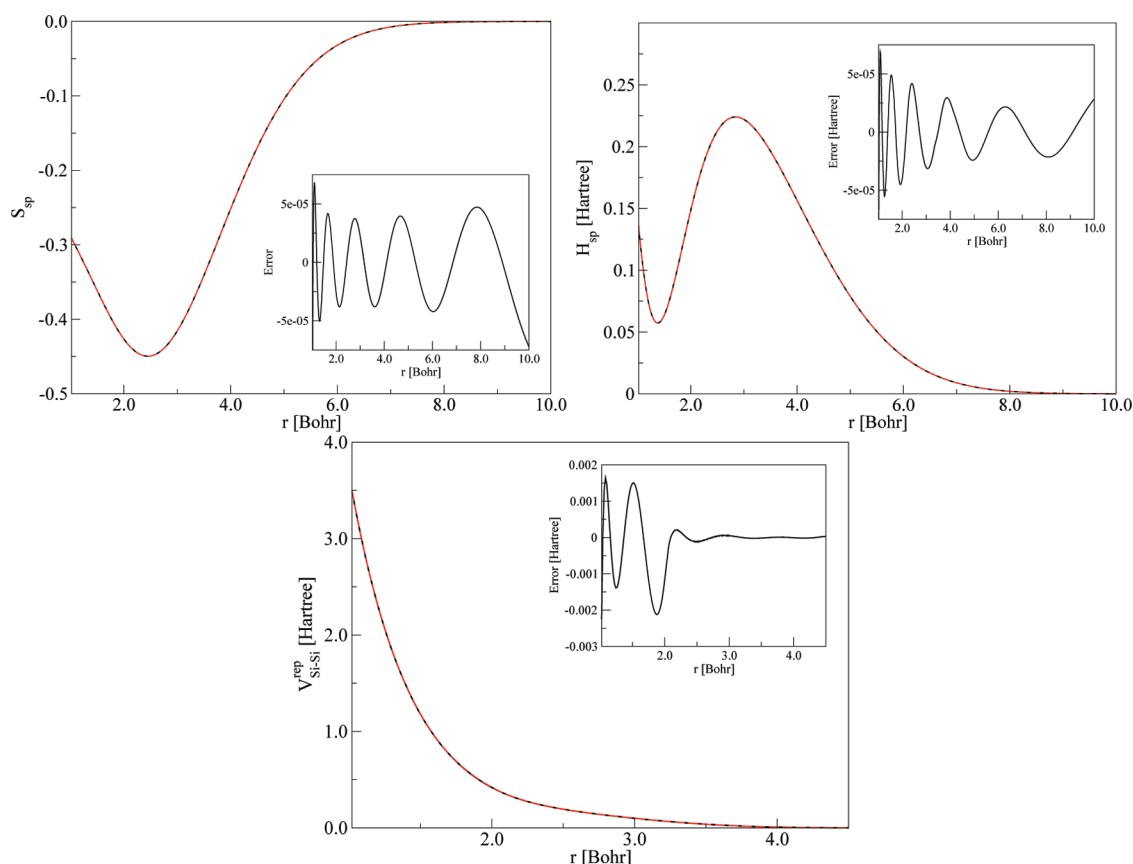 0.0
-0.1
-0.2
-0.3
-0.4
-0.5
S_sp
2.0 4.0 6.0 8.0 10.0
r [Bohr]
5e-05
0
-5e-05
Error
2.0 4.0 6.0 8.0 10.0
r [Bohr]
0.25
0.2
0.15
0.1
0.05
0
H_sp [Hartree]
2.0 4.0 6.0 8.0 10.0
r [Bohr]
5e-05
0
-5e-05
Error [Hartree]
2.0 4.0 6.0 8.0 10.0
r [Bohr]
4.0
3.0
2.0
1.0
0.0
V^rep_Si-Si [Hartree]
2.0 3.0 4.0
r [Bohr]
0.002
0.001
0
-0.001
-0.002
-0.003
Error [Hartree]
2.0 3.0 4.0
r [Bohr]